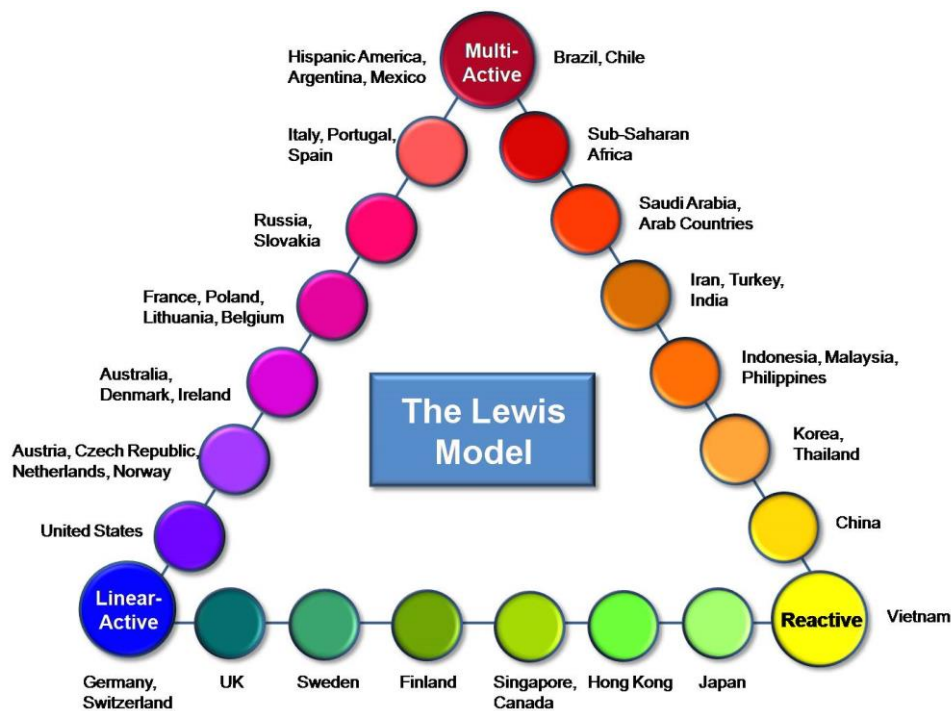 Hispanic America,
Argentina, Mexico
Multi-
Active
Brazil, Chile
Italy, Portugal,
Spain
Sub-Saharan
Africa
Russia,
Slovakia
Saudi Arabia,
Arab Countries
France, Poland,
Lithuania, Belgium
Iran, Turkey,
India
Australia,
Denmark, Ireland
Indonesia, Malaysia,
Philippines
The Lewis
Model
Austria, Czech Republic,
Netherlands, Norway
Korea,
Thailand
United States
China
Linear-
Active
Reactive
Vietnam
Germany,
Switzerland
UK
Sweden
Finland
Singapore,
Canada
Hong Kong
Japan